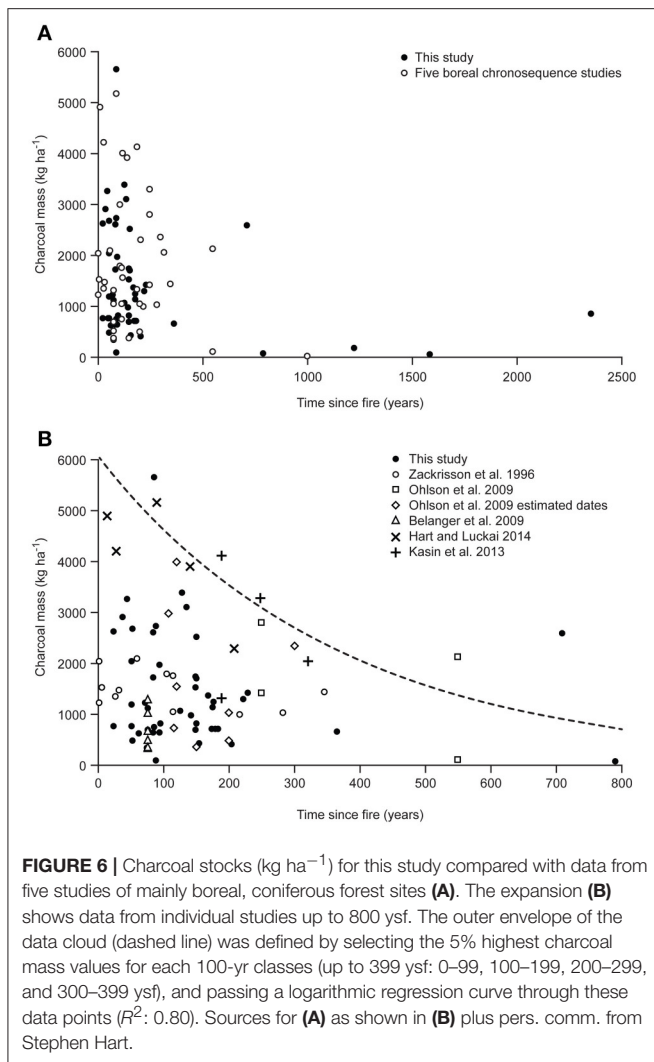 A
6000
5000
4000
3000
2000
1000
0
Charcoal mass (kg ha⁻¹)
This study
Five boreal chronosequence studies
0 500 1000 1500 2000 2500
Time since fire (years)
B
6000
5000
4000
3000
2000
1000
0
Charcoal mass (kg ha⁻¹)
This study
Zackrisson et al. 1996
Ohlson et al. 2009
Ohlson et al. 2009 estimated dates
Belanger et al. 2009
Hart and Luckai 2014
Kasin et al. 2013
0 100 200 300 400 500 600 700 800
Time since fire (years)
FIGURE 6 | Charcoal stocks (kg ha⁻¹) for this study compared with data from
five studies of mainly boreal, coniferous forest sites (A). The expansion (B)
shows data from individual studies up to 800 ysf. The outer envelope of the
data cloud (dashed line) was defined by selecting the 5% highest charcoal
mass values for each 100-yr classes (up to 399 ysf: 0–99, 100–199, 200–299,
and 300–399 ysf), and passing a logarithmic regression curve through these
data points (R²: 0.80). Sources for (A) as shown in (B) plus pers. comm. from
Stephen Hart.